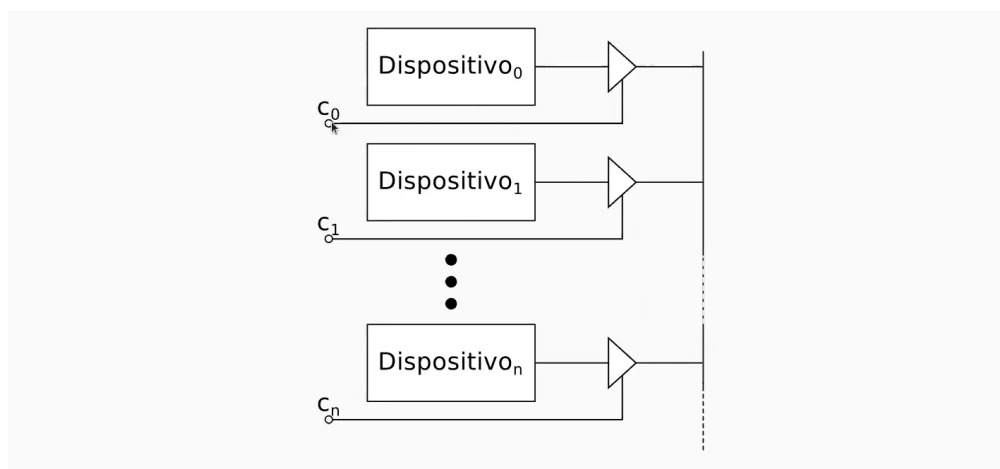 Dispositivo₀
c₀
Dispositivo₁
c₁
Dispositivoₙ
cₙ